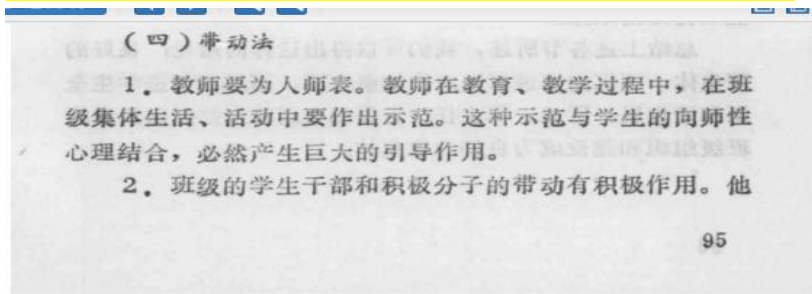 （四）带动法
1．教师要为人师表。教师在教育、教学过程中，在班
级集体生活、活动中要作出示范。这种示范与学生的向师性
心理结合，必然产生巨大的引导作用。
2．班级的学生干部和积极分子的带动有积极作用。他
95